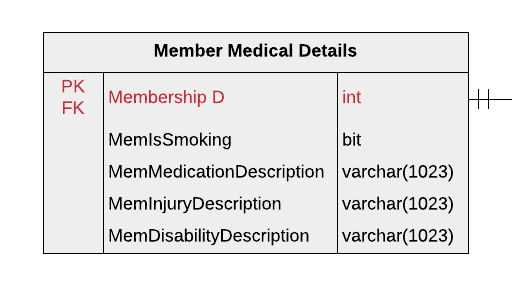 Member Medical Details
PK
FK
Membership D int
MemIsSmoking bit
MemMedicationDescription varchar(1023)
MemInjuryDescription varchar(1023)
MemDisabilityDescription varchar(1023)